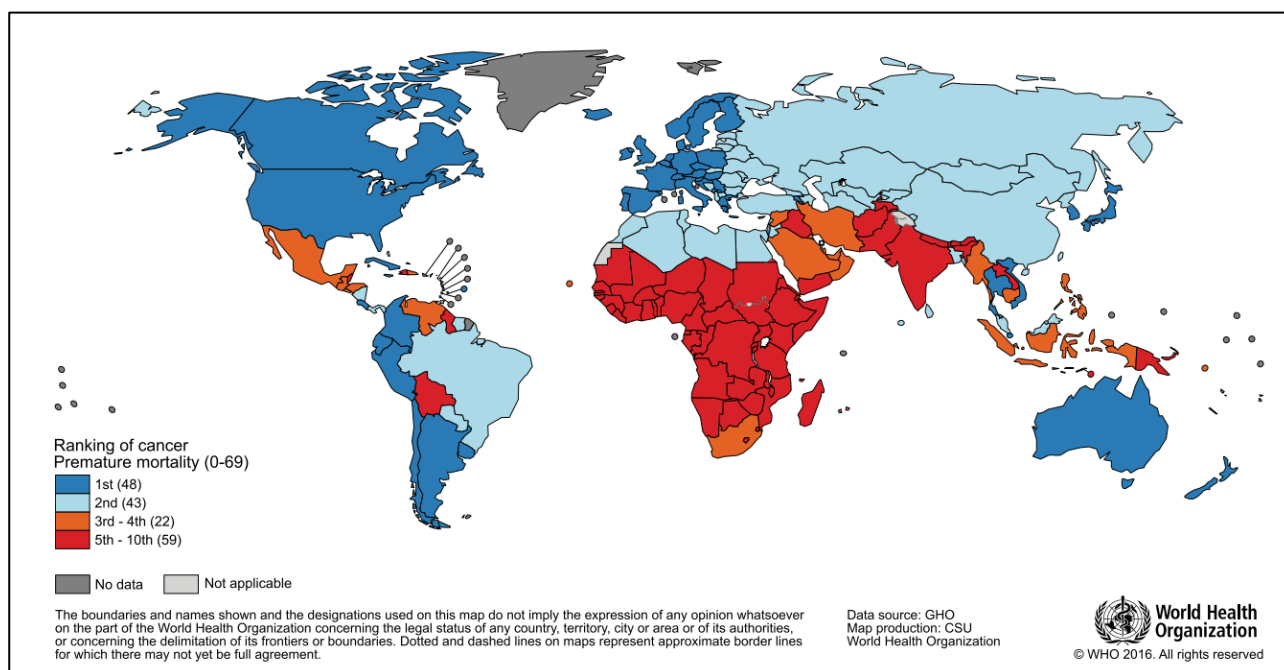 Ranking of cancer
Premature mortality (0-69)
1st (48)
2nd (43)
3rd - 4th (22)
5th - 10th (59)
No data
Not applicable
The boundaries and names shown and the designations used on this map do not imply the expression of any opinion whatsoever
on the part of the World Health Organization concerning the legal status of any country, territory, city or area or of its authorities,
or concerning the delimitation of its frontiers or boundaries. Dotted and dashed lines on maps represent approximate border lines
for which there may not yet be full agreement.
Data source: GHO
Map production: CSU
World Health Organization
World Health
Organization
© WHO 2016. All rights reserved